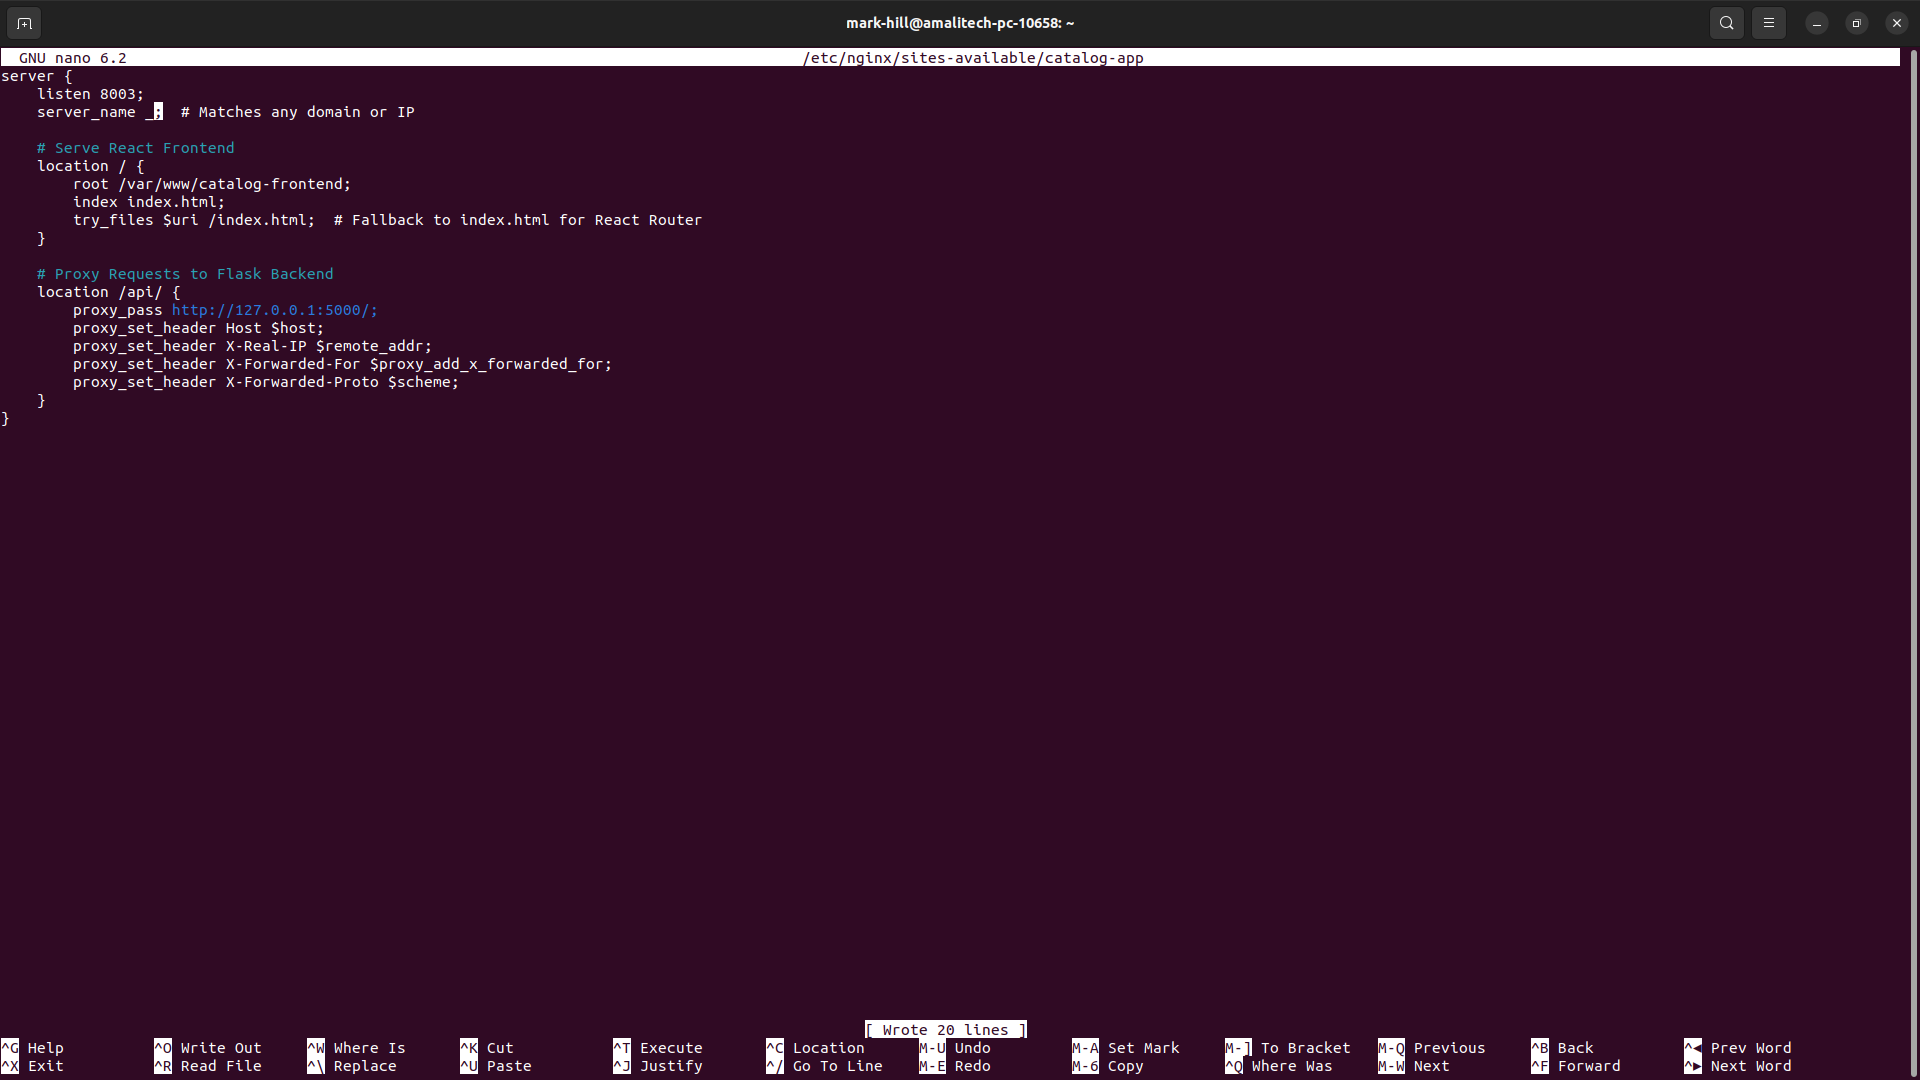 mark-hill@amalitech-pc-10658: ~
GNU nano 6.2 /etc/nginx/sites-available/catalog-app
server {
    listen 8003;
    server_name _;  # Matches any domain or IP

    # Serve React Frontend
    location / {
        root /var/www/catalog-frontend;
        index index.html;
        try_files $uri /index.html;  # Fallback to index.html for React Router
    }

    # Proxy Requests to Flask Backend
    location /api/ {
        proxy_pass http://127.0.0.1:5000/;
        proxy_set_header Host $host;
        proxy_set_header X-Real-IP $remote_addr;
        proxy_set_header X-Forwarded-For $proxy_add_x_forwarded_for;
        proxy_set_header X-Forwarded-Proto $scheme;
    }
}
[ Wrote 20 lines ]
^G Help ^O Write Out ^W Where Is ^K Cut ^T Execute ^C Location M-U Undo M-A Set Mark M-] To Bracket M-Q Previous ^B Back ^◂ Prev Word
^X Exit ^R Read File ^\ Replace ^U Paste ^J Justify ^/ Go To Line M-E Redo M-6 Copy ^Q Where Was M-W Next ^F Forward ^▸ Next Word